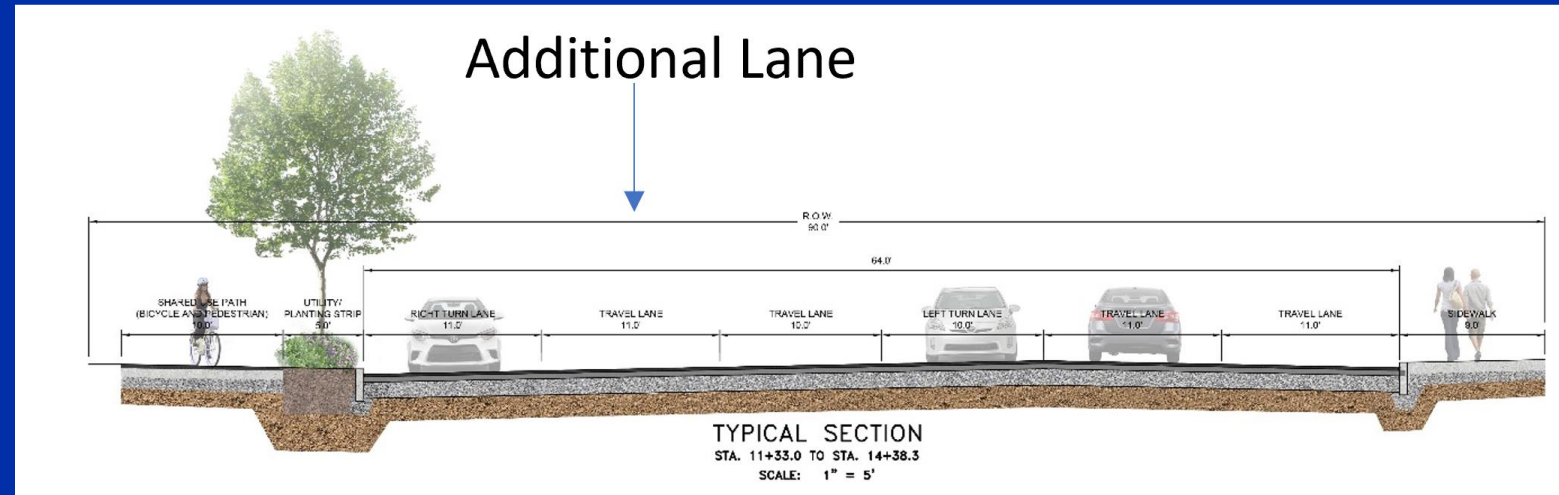 Additional Lane
R.O.W.
90.0'
64.0'
SHARED USE PATH
(BICYCLE AND PEDESTRIAN)
10.0'
UTILITY/
PLANTING STRIP
5.0'
RIGHT TURN LANE
11.0'
TRAVEL LANE
11.0'
TRAVEL LANE
10.0'
LEFT TURN LANE
10.0'
TRAVEL LANE
11.0'
TRAVEL LANE
11.0'
SIDEWALK
9.0'
TYPICAL SECTION
STA. 11+33.0 TO STA. 14+38.3
SCALE: 1" = 5'